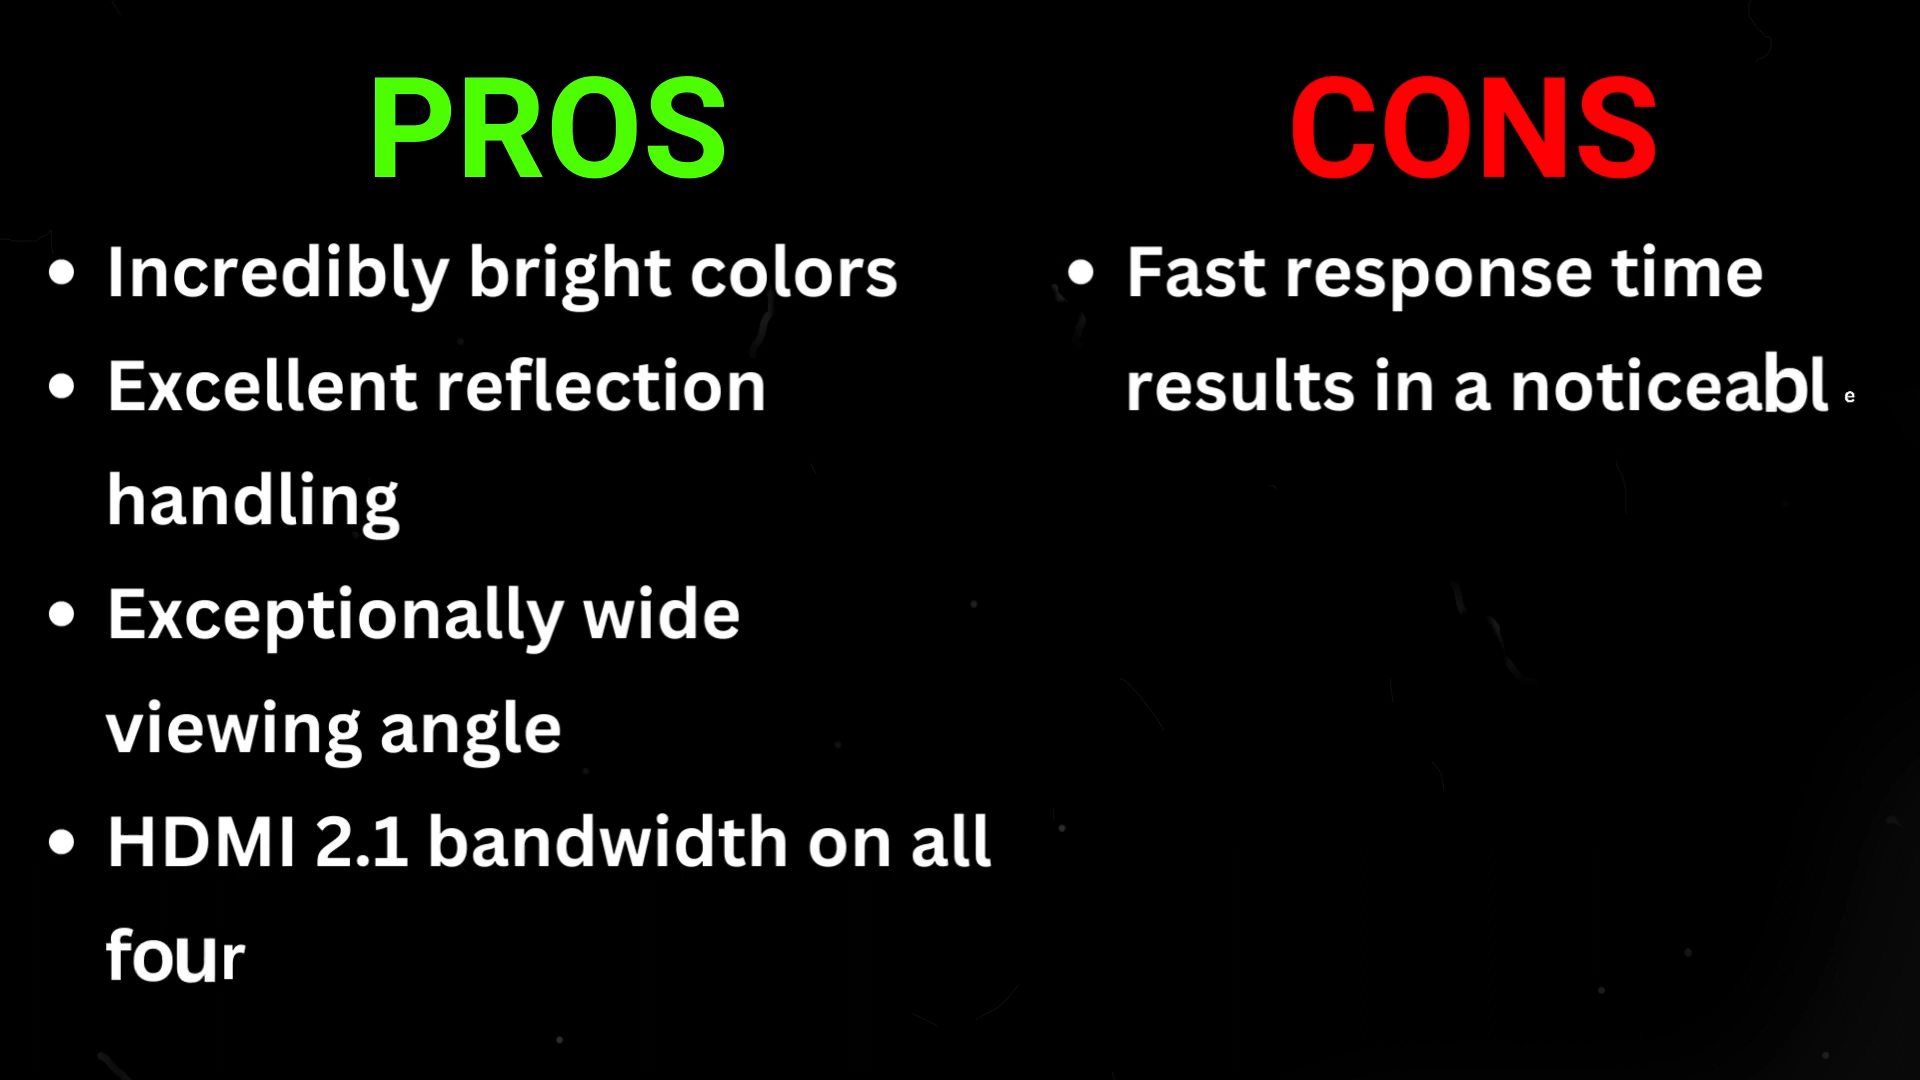 PROS
• Incredibly bright colors
• Excellent reflection
handling
• Exceptionally wide
viewing angle
• HDMI 2.1 bandwidth on all
four
CONS
• Fast response time
results in a noticeable